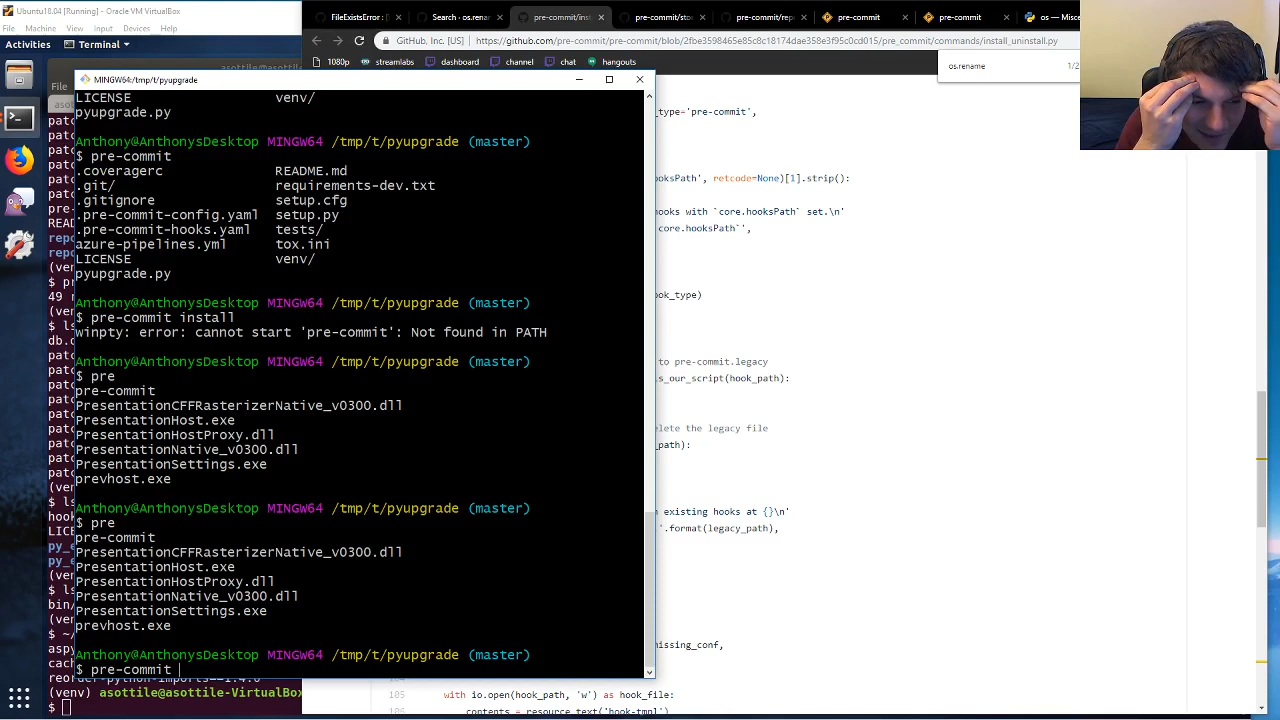 Ubuntu18.04 [Running] - Oracle VM VirtualBox
File Machine View Input Devices Help
Activities Terminal
FileExistsError : [
Search · os.rena
pre-commit/inst
pre-commit/stor
pre-commit/rep
pre-commit
pre-commit
os — Misce
GitHub, Inc. [US]
https://github.com/pre-commit/pre-commit/blob/2fbe3598465e85c8c18174dae358e3f95c0cd015/pre_commit/commands/install_uninstall.py
1080p streamlabs dashboard channel chat hangouts
os.rename
File
MINGW64:/tmp/t/pyupgrade
LICENSE venv/
pyupgrade.py
Anthony@AnthonysDesktop MINGW64 /tmp/t/pyupgrade (master)
$ pre-commit
.coveragerc README.md
.git/ requirements-dev.txt
.gitignore setup.cfg
.pre-commit-config.yaml setup.py
.pre-commit-hooks.yaml tests/
azure-pipelines.yml tox.ini
LICENSE venv/
pyupgrade.py
Anthony@AnthonysDesktop MINGW64 /tmp/t/pyupgrade (master)
$ pre-commit install
winpty: error: cannot start 'pre-commit': Not found in PATH
Anthony@AnthonysDesktop MINGW64 /tmp/t/pyupgrade (master)
$ pre
pre-commit
PresentationCFFRasterizerNative_v0300.dll
PresentationHost.exe
PresentationHostProxy.dll
PresentationNative_v0300.dll
PresentationSettings.exe
prevhost.exe
Anthony@AnthonysDesktop MINGW64 /tmp/t/pyupgrade (master)
$ pre
pre-commit
PresentationCFFRasterizerNative_v0300.dll
PresentationHost.exe
PresentationHostProxy.dll
PresentationNative_v0300.dll
PresentationSettings.exe
prevhost.exe
Anthony@AnthonysDesktop MINGW64 /tmp/t/pyupgrade (master)
$ pre-commit
(venv) asottile@asottile-VirtualBox
$
_type='pre-commit',
ooksPath', retcode=None)[1].strip():
hooks with `core.hooksPath` set.\n'
core.hooksPath`',
ook_type)
to pre-commit.legacy
s_our_script(hook_path):
elete the legacy file
_path):
n existing hooks at {}\n'
'.format(legacy_path),
issing_conf,
104
105 with io.open(hook_path, 'w') as hook_file:
106 contents = resource_text('hook-tmpl')